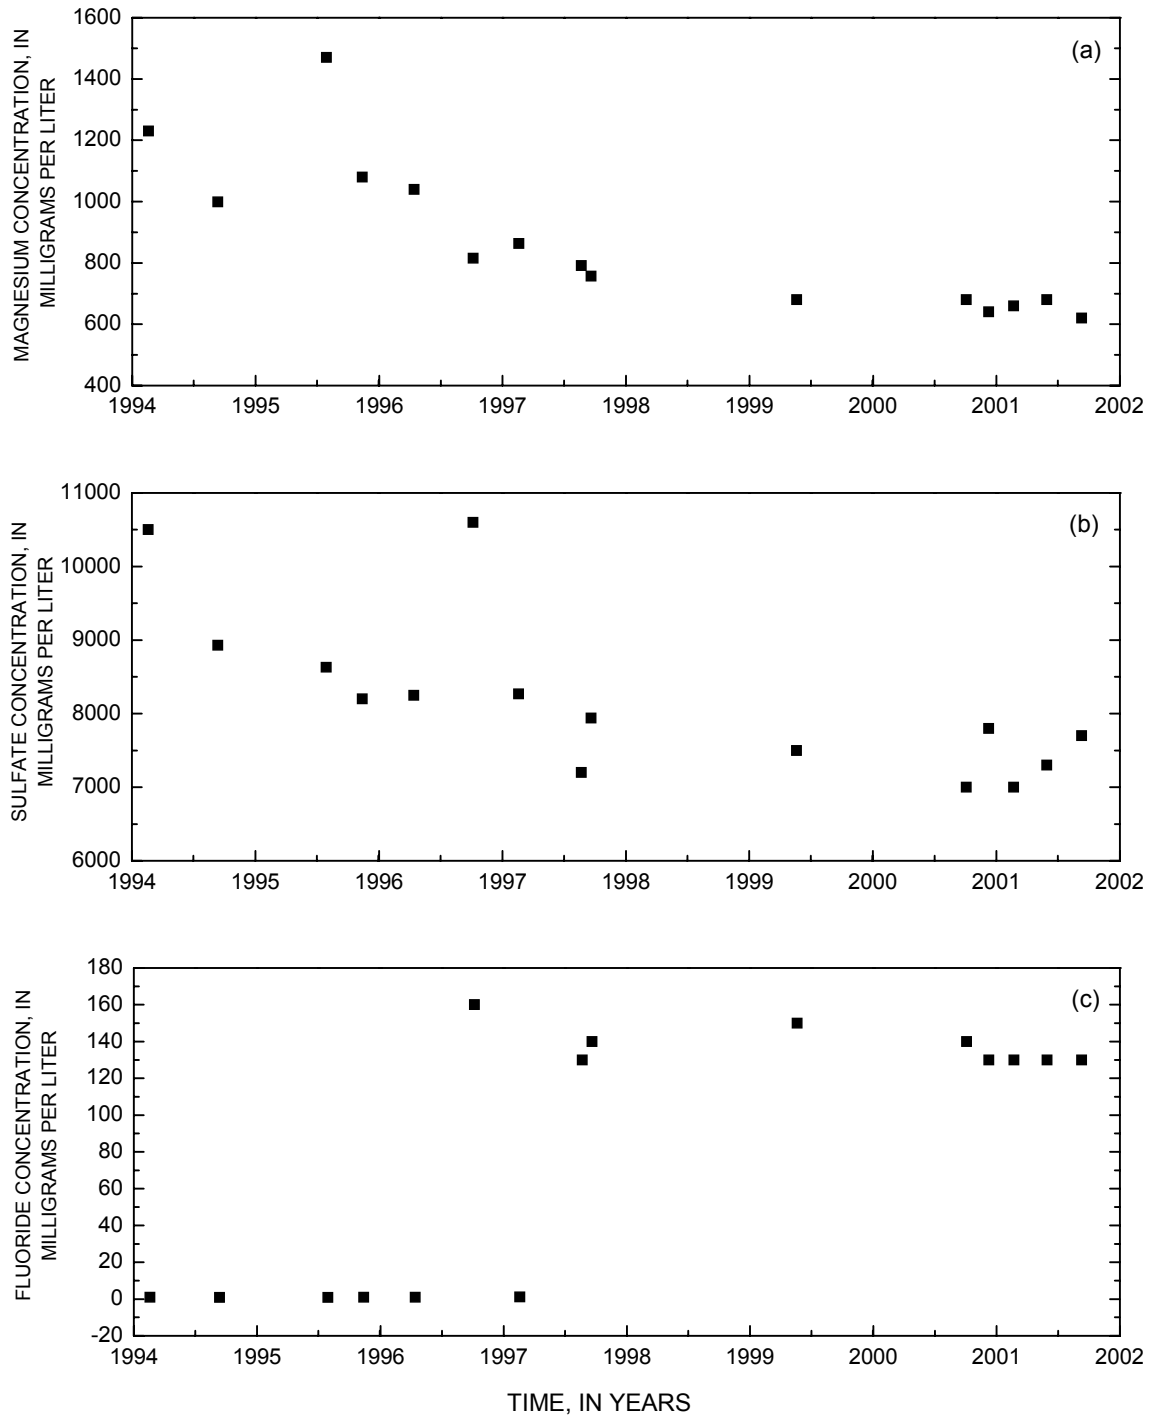 MAGNESIUM CONCENTRATION, IN
MILLIGRAMS PER LITER
1600
1400
1200
1000
800
600
400
(a)
1994 1995 1996 1997 1998 1999 2000 2001 2002
SULFATE CONCENTRATION, IN
MILLIGRAMS PER LITER
11000
10000
9000
8000
7000
6000
(b)
1994 1995 1996 1997 1998 1999 2000 2001 2002
FLUORIDE CONCENTRATION, IN
MILLIGRAMS PER LITER
180
160
140
120
100
80
60
40
20
0
-20
(c)
1994 1995 1996 1997 1998 1999 2000 2001 2002
TIME, IN YEARS